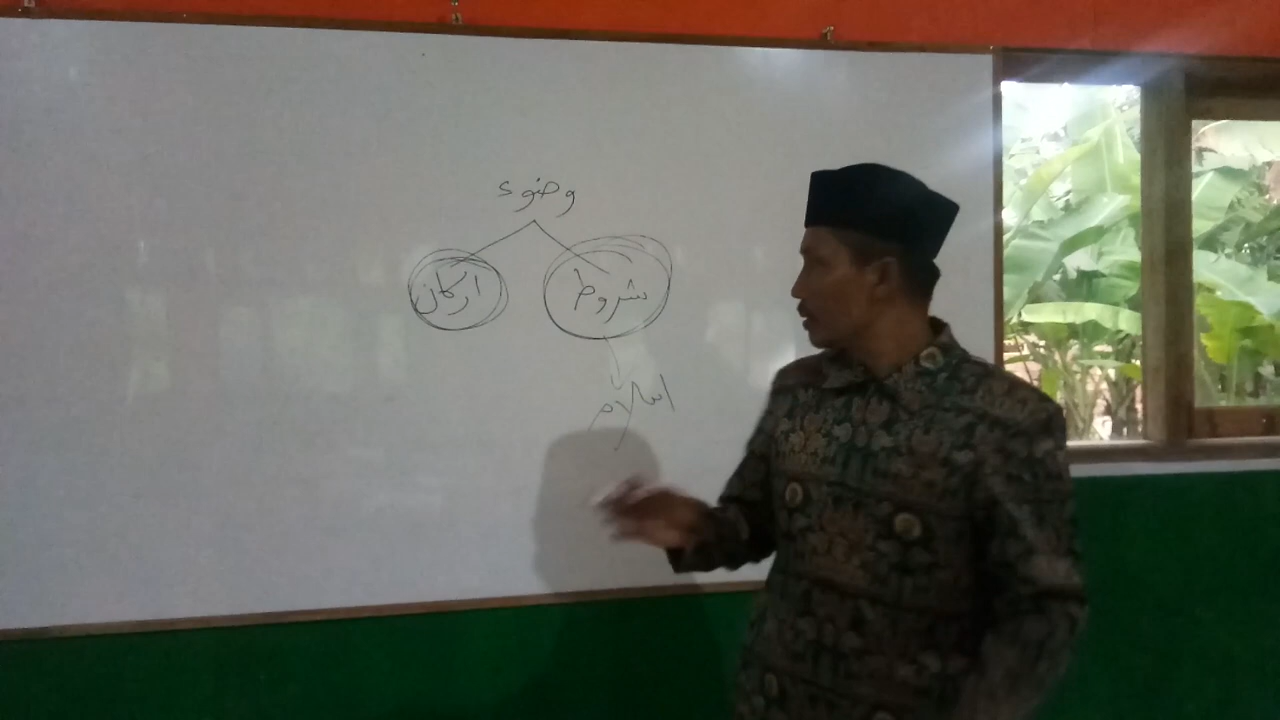 وضوء
شروط
اركان
اسلام